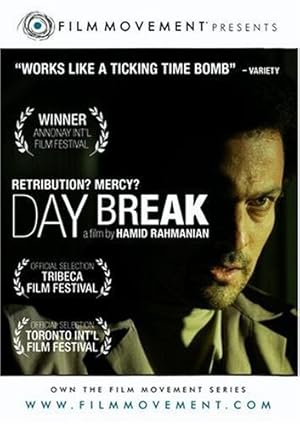 FILM MOVEMENT® PRESENTS
"WORKS LIKE A TICKING TIME BOMB" – VARIETY
WINNER
ANNONAY INT'L
FILM FESTIVAL
RETRIBUTION? MERCY?
DAY BREAK
a film by HAMID RAHMANIAN
OFFICIAL SELECTION
TRIBECA
FILM FESTIVAL
OFFICIAL SELECTION
TORONTO INT'L
FILM FESTIVAL
OWN THE FILM MOVEMENT SERIES
WWW.FILMMOVEMENT.COM